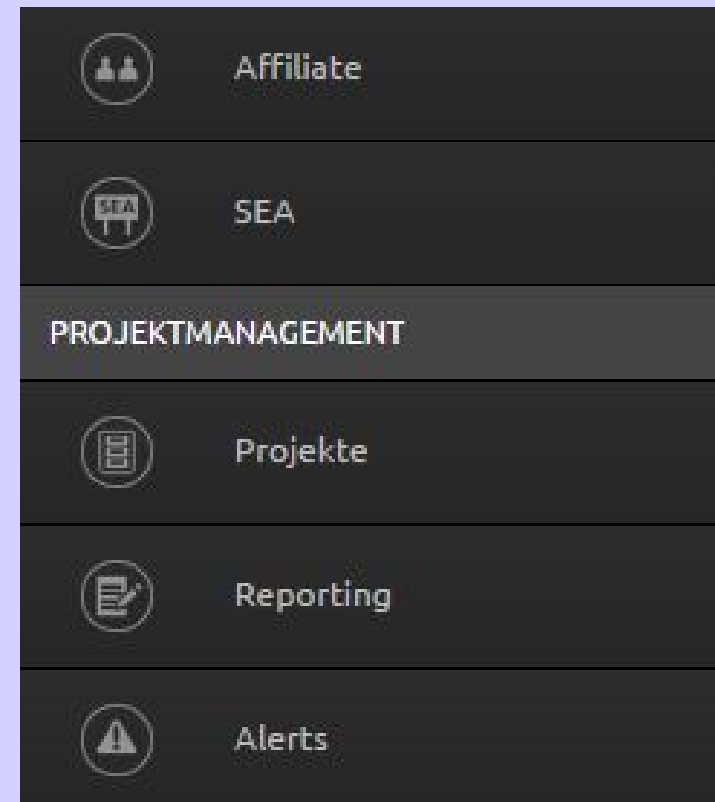 Affiliate
SEA
SEA
PROJEKTMANAGEMENT
Projekte
Reporting
Alerts